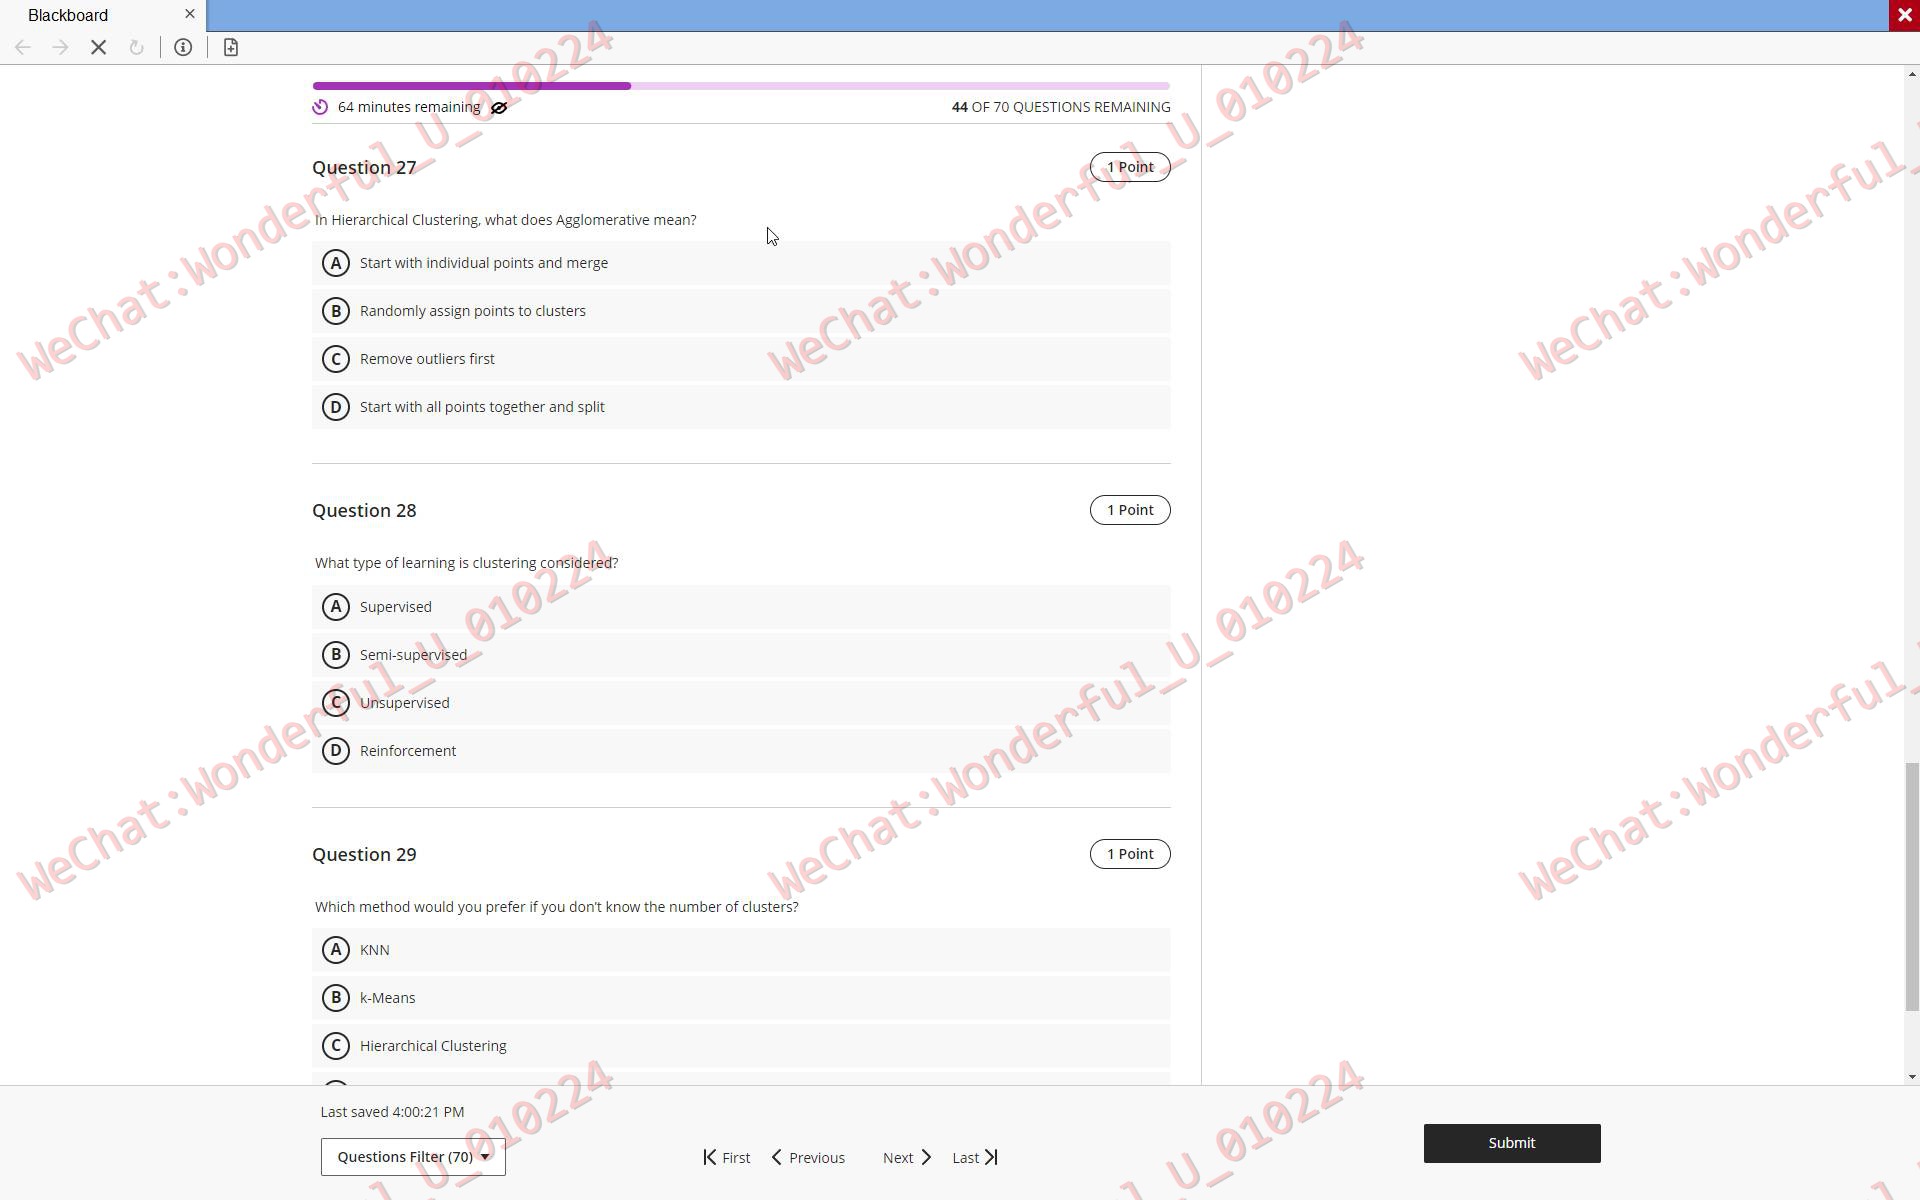 Blackboard
64 minutes remaining
44 OF 70 QUESTIONS REMAINING
Question 27
1 Point
In Hierarchical Clustering, what does Agglomerative mean?
A Start with individual points and merge
B Randomly assign points to clusters
C Remove outliers first
D Start with all points together and split
Question 28
1 Point
What type of learning is clustering considered?
A Supervised
B Semi-supervised
C Unsupervised
D Reinforcement
Question 29
1 Point
Which method would you prefer if you don't know the number of clusters?
A KNN
B k-Means
C Hierarchical Clustering
Last saved 4:00:21 PM
Questions Filter (70)
First
Previous
Next
Last
Submit
WeChat:Wonderful_U_010224
WeChat:Wonderful_U_010224
WeChat:Wonderful_
WeChat:Wonderful_U_010224
WeChat:Wonderful_U_010224
WeChat:Wonderful_
U_010224
U_010224